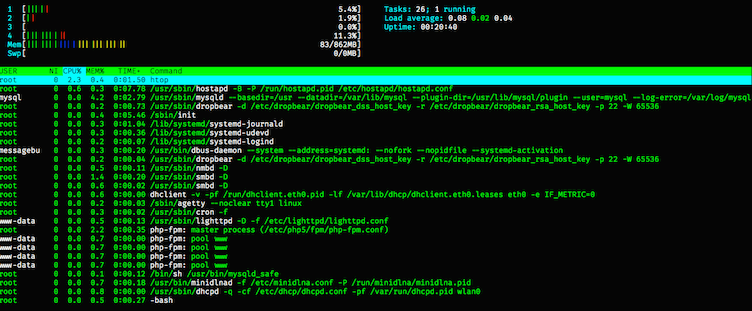 1 [|||||| 5.4%] Tasks: 26; 1 running
2 [||| 1.9%] Load average: 0.08 0.02 0.04
3 [ 0.0%] Uptime: 00:20:40
4 [|||||||||| 11.3%]
Mem[||||||||||||||||||||||||||| 83/862MB]
Swp[ 0/0MB]
USER NI CPU% MEM% TIME+ Command
root 0 2.3 0.4 0:01.50 htop
root 0 0.6 0.3 0:07.78 /usr/sbin/hostapd -B -P /run/hostapd.pid /etc/hostapd/hostapd.conf
mysql 0 0.0 4.2 0:02.79 /usr/sbin/mysqld --basedir=/usr --datadir=/var/lib/mysql --plugin-dir=/usr/lib/mysql/plugin --user=mysql --log-error=/var/log/mysql
root 0 0.0 0.2 0:00.73 /usr/sbin/dropbear -d /etc/dropbear/dropbear_dss_host_key -r /etc/dropbear/dropbear_rsa_host_key -p 22 -W 65536
root 0 0.0 0.4 0:05.46 /sbin/init
root 0 0.0 0.3 0:01.04 /lib/systemd/systemd-journald
root 0 0.0 0.3 0:00.36 /lib/systemd/systemd-udevd
root 0 0.0 0.2 0:00.07 /lib/systemd/systemd-logind
messagebu 0 0.0 0.3 0:00.20 /usr/bin/dbus-daemon --system --address=systemd: --nofork --nopidfile --systemd-activation
root 0 0.0 0.2 0:00.04 /usr/sbin/dropbear -d /etc/dropbear/dropbear_dss_host_key -r /etc/dropbear/dropbear_rsa_host_key -p 22 -W 65536
root 0 0.0 0.5 0:00.11 /usr/sbin/nmbd -D
root 0 0.0 1.4 0:00.20 /usr/sbin/smbd -D
root 0 0.0 0.6 0:00.02 /usr/sbin/smbd -D
root 0 0.0 0.6 0:00.00 dhclient -v -pf /run/dhclient.eth0.pid -lf /var/lib/dhcp/dhclient.eth0.leases eth0 -e IF_METRIC=0
root 0 0.0 0.2 0:00.03 /sbin/agetty --noclear tty1 linux
root 0 0.0 0.3 0:00.02 /usr/sbin/cron -f
www-data 0 0.0 0.5 0:00.13 /usr/sbin/lighttpd -D -f /etc/lighttpd/lighttpd.conf
root 0 0.0 2.2 0:00.35 php-fpm: master process (/etc/php5/fpm/php-fpm.conf)
www-data 0 0.0 0.7 0:00.00 php-fpm: pool www
www-data 0 0.0 0.7 0:00.00 php-fpm: pool www
www-data 0 0.0 0.7 0:00.00 php-fpm: pool www
www-data 0 0.0 0.7 0:00.00 php-fpm: pool www
root 0 0.0 0.1 0:00.12 /bin/sh /usr/bin/mysqld_safe
root 0 0.0 0.7 0:00.18 /usr/sbin/minidlnad -f /etc/minidlna.conf -P /run/minidlna/minidlna.pid
root 0 0.0 0.8 0:00.00 /usr/sbin/dhcpd -q -cf /etc/dhcp/dhcpd.conf -pf /var/run/dhcpd.pid wlan0
root 0 0.0 0.5 0:00.27 -bash